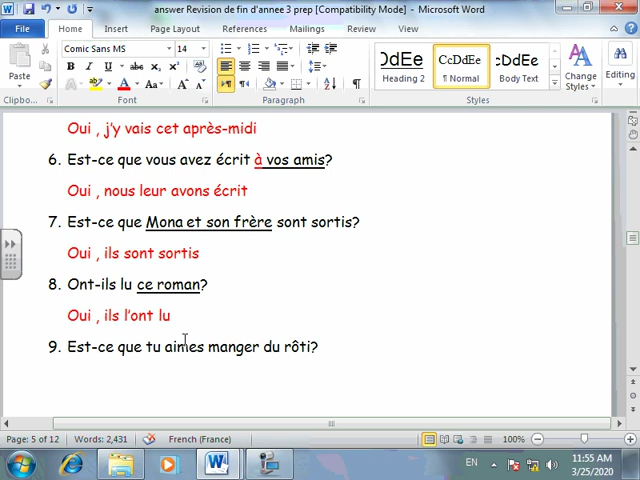 answer Revision de fin d'annee 3 prep [Compatibility Mode] - Microsoft Word
File Home Insert Page Layout References Mailings Review View
Comic Sans MS 14
Paste
B I U
DdEe CcDdEe CcDdEe
Heading 2 ¶ Normal Body Text
Change Styles
Editing
Clipbo... Font Paragraph Styles
Oui , j'y vais cet après-midi
6. Est-ce que vous avez écrit à vos amis?
Oui , nous leur avons écrit
7. Est-ce que Mona et son frère sont sortis?
Oui , ils sont sortis
8. Ont-ils lu ce roman?
Oui , ils l'ont lu
9. Est-ce que tu aimes manger du rôti?
Page: 5 of 12 Words: 2,431 French (France) 100%
EN 11:55 AM
3/25/2020